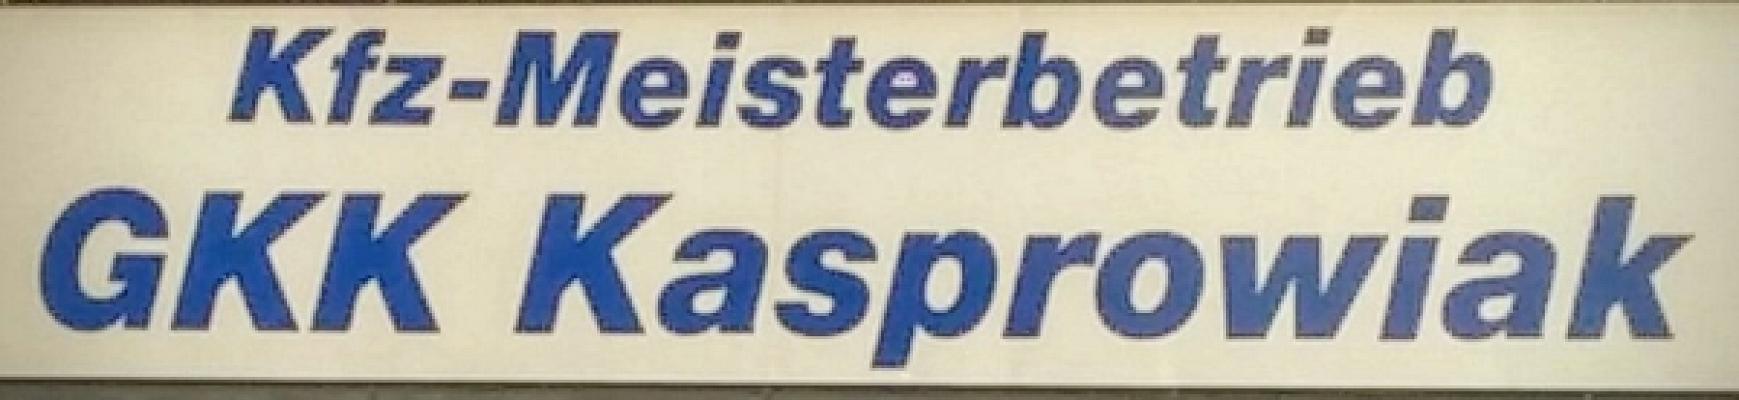 Kfz-Meisterbetrieb
GKK Kasprowiak